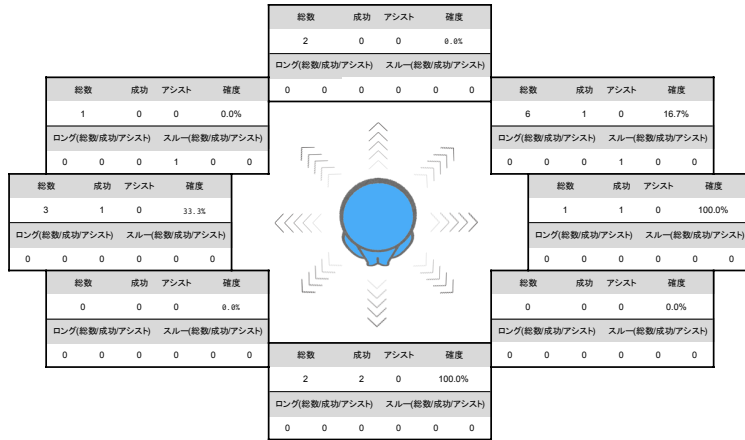 総数 成功 アシスト 確度
2 0 0 0.0%
ロング(総数/成功/アシスト) スルー(総数/成功/アシスト)
0 0 0 0 0 0
総数 成功 アシスト 確度
1 0 0 0.0%
ロング(総数/成功/アシスト) スルー(総数/成功/アシスト)
0 0 0 1 0 0
総数 成功 アシスト 確度
6 1 0 16.7%
ロング(総数/成功/アシスト) スルー(総数/成功/アシスト)
0 0 0 1 0 0
総数 成功 アシスト 確度
3 1 0 33.3%
ロング(総数/成功/アシスト) スルー(総数/成功/アシスト)
0 0 0 0 0 0
総数 成功 アシスト 確度
1 1 0 100.0%
ロング(総数/成功/アシスト) スルー(総数/成功/アシスト)
0 0 0 0 0 0
総数 成功 アシスト 確度
0 0 0 0.0%
ロング(総数/成功/アシスト) スルー(総数/成功/アシスト)
0 0 0 0 0 0
総数 成功 アシスト 確度
0 0 0 0.0%
ロング(総数/成功/アシスト) スルー(総数/成功/アシスト)
0 0 0 0 0 0
総数 成功 アシスト 確度
2 2 0 100.0%
ロング(総数/成功/アシスト) スルー(総数/成功/アシスト)
0 0 0 0 0 0